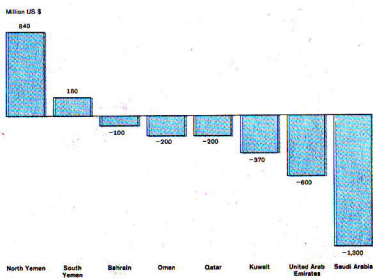 Million US $
840
180
-100
-200
-200
-370
-600
-1,300
North Yemen
South
Yemen
Bahrain
Oman
Qatar
Kuwait
United Arab
Emirates
Saudi Arabia